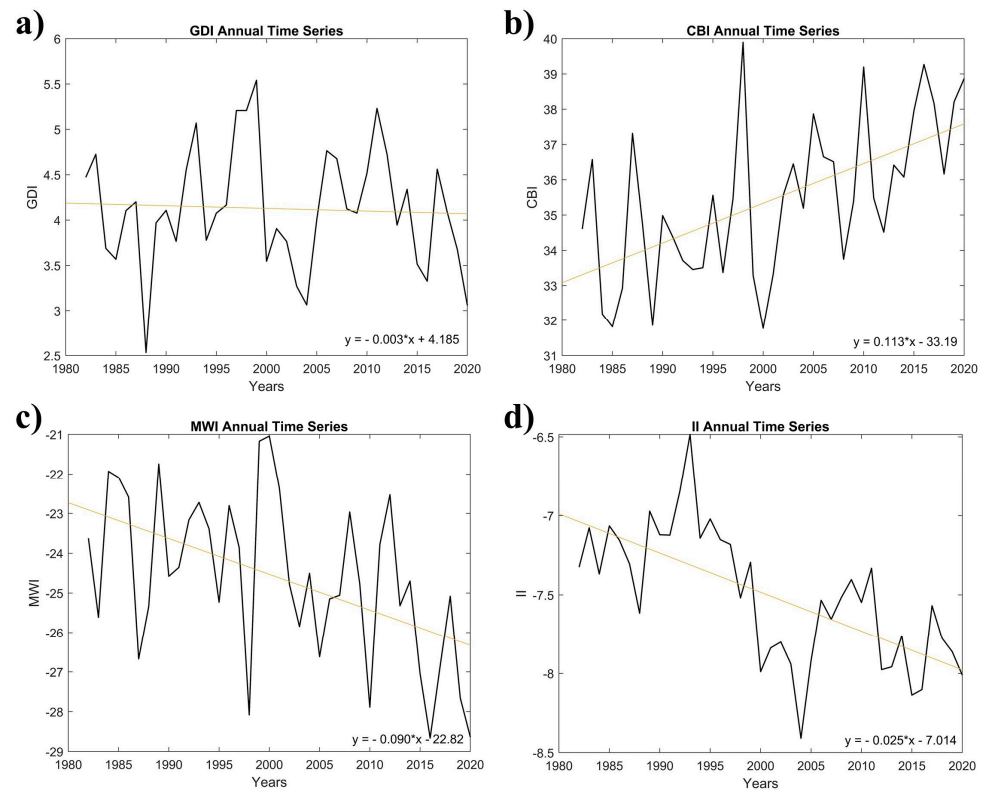 a)
GDI Annual Time Series
6
5.5
5
4.5
4
3.5
3
2.5
GDI
y = - 0.003*x + 4.185
1980 1985 1990 1995 2000 2005 2010 2015 2020
Years
b)
CBI Annual Time Series
40
39
38
37
36
35
34
33
32
31
CBI
y = 0.113*x - 33.19
1980 1985 1990 1995 2000 2005 2010 2015 2020
Years
c)
MWI Annual Time Series
-21
-22
-23
-24
-25
-26
-27
-28
-29
MWI
y = - 0.090*x - 22.82
1980 1985 1990 1995 2000 2005 2010 2015 2020
Years
d)
II Annual Time Series
-6.5
-7
-7.5
-8
-8.5
II
y = - 0.025*x - 7.014
1980 1985 1990 1995 2000 2005 2010 2015 2020
Years